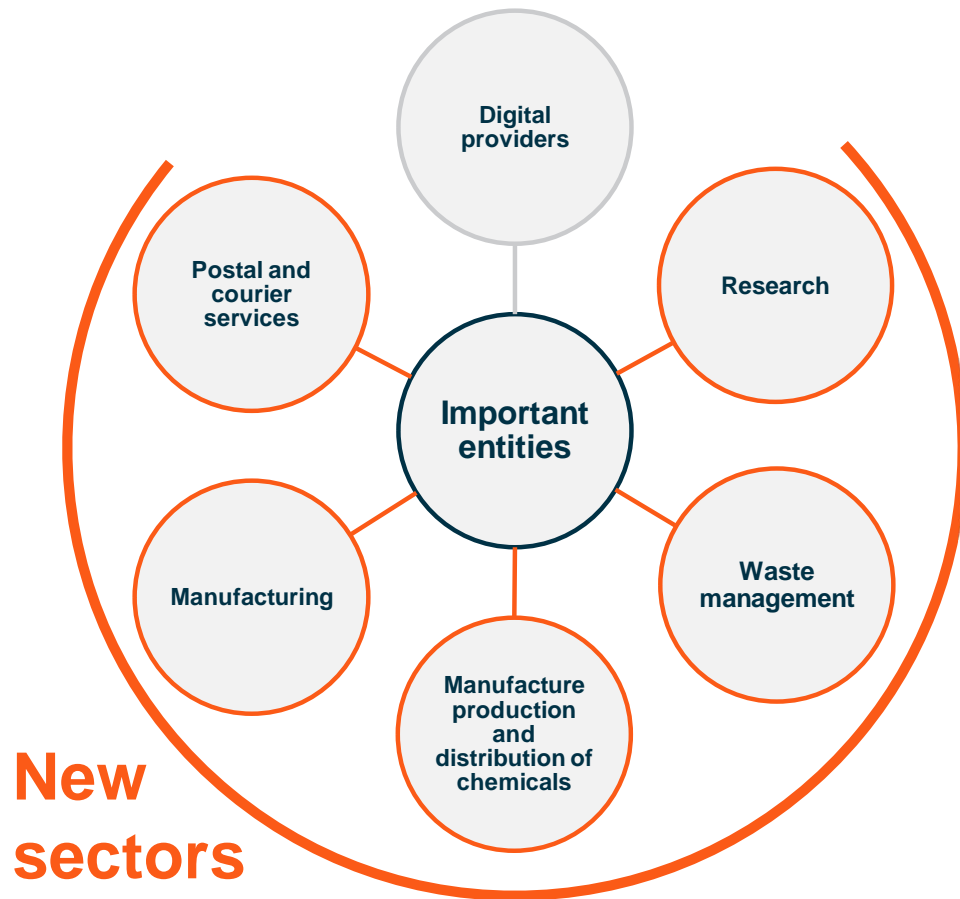 Digital
providers
Postal and
courier
services
Research
Important
entities
Manufacturing
Waste
management
Manufacture
production
and
distribution of
chemicals
New
sectors